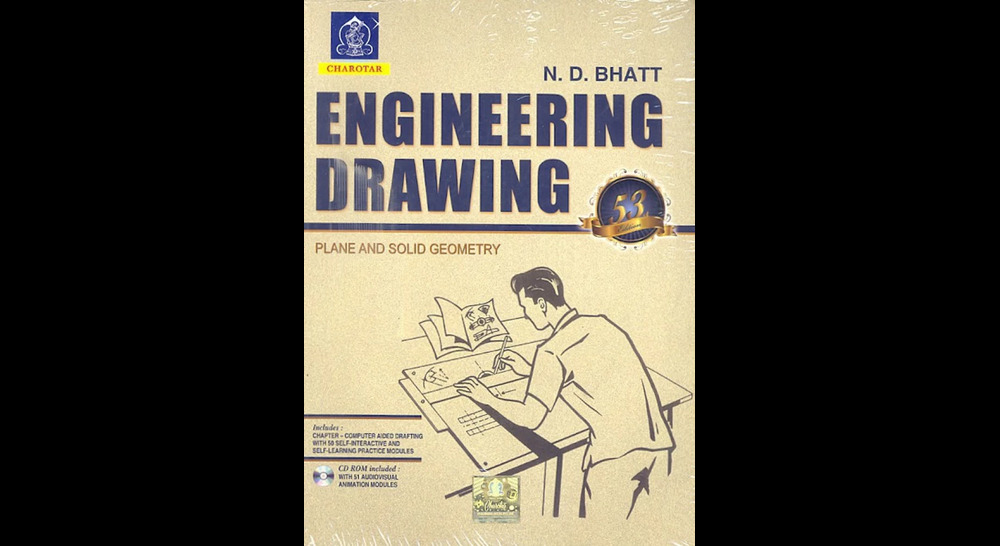 CHAROTAR
N. D. BHATT
ENGINEERING
DRAWING
53
Edition
PLANE AND SOLID GEOMETRY
Includes :
CHAPTER – COMPUTER AIDED DRAFTING
WITH 50 SELF-INTERACTIVE AND
SELF-LEARNING PRACTICE MODULES
CD ROM included :
WITH 51 AUDIOVISUAL
ANIMATION MODULES